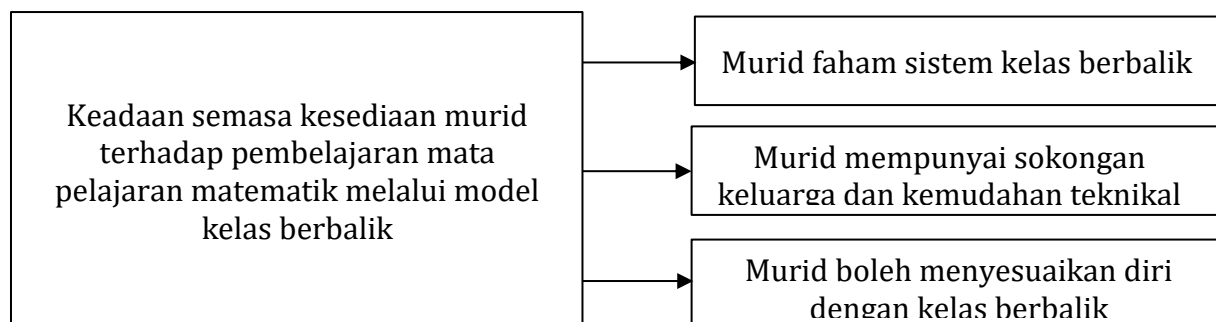 Keadaan semasa kesediaan murid
terhadap pembelajaran mata
pelajaran matematik melalui model
kelas berbalik
Murid faham sistem kelas berbalik
Murid mempunyai sokongan
keluarga dan kemudahan teknikal
Murid boleh menyesuaikan diri
dengan kelas berbalik